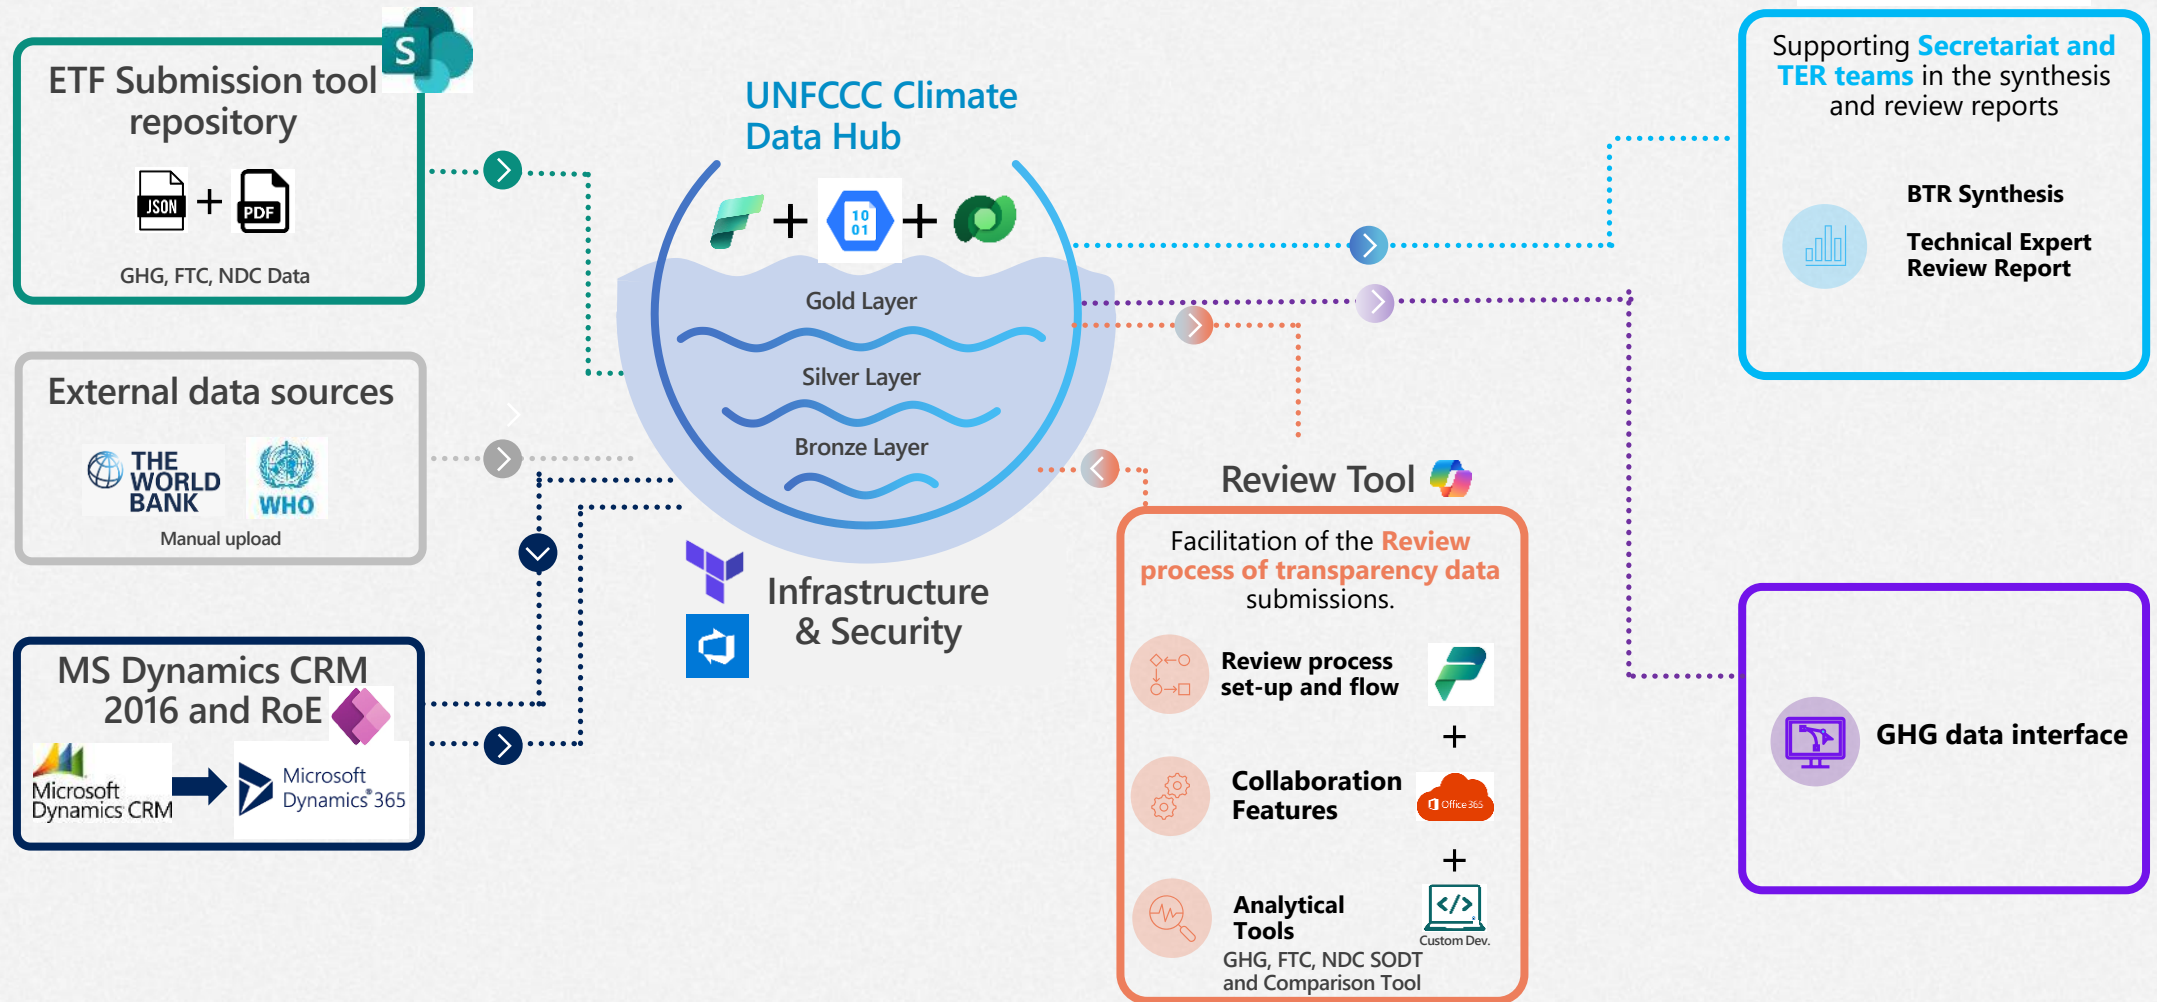 ETF Submission tool
repository
S
JSON
+
PDF
GHG, FTC, NDC Data
External data sources
THE
WORLD
BANK
WHO
Manual upload
MS Dynamics CRM
2016 and RoE
Microsoft
Dynamics CRM
Microsoft
Dynamics® 365
UNFCCC Climate
Data Hub
+
10
01
+
Gold Layer
Silver Layer
Bronze Layer
Infrastructure
& Security
Review Tool
Facilitation of the Review
process of transparency data
submissions.
Review process
set-up and flow
+
Collaboration
Features
Office 365
+
Analytical
Tools
</>
Custom Dev.
GHG, FTC, NDC SODT
and Comparison Tool
Supporting Secretariat and
TER teams in the synthesis
and review reports
BTR Synthesis
Technical Expert
Review Report
GHG data interface